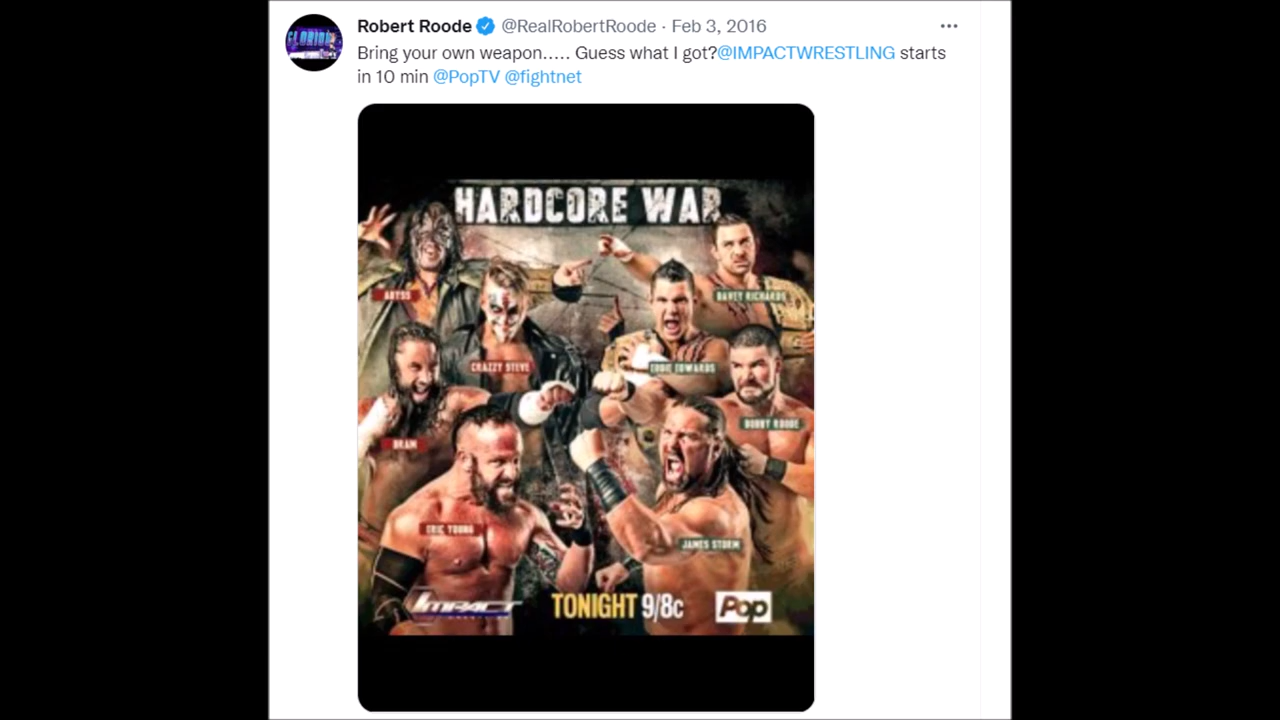 Robert Roode @RealRobertRoode · Feb 3, 2016
Bring your own weapon..... Guess what I got?@IMPACTWRESTLING starts
in 10 min @PopTV @fightnet
HARDCORE WAR
ABYSS
DAVEY RICHARDS
CRAZZY STEVE
EDDIE EDWARDS
BOBBY ROODE
BRAM
ERIC YOUNG
JAMES STORM
IMPACT
TONIGHT 9/8c
Pop